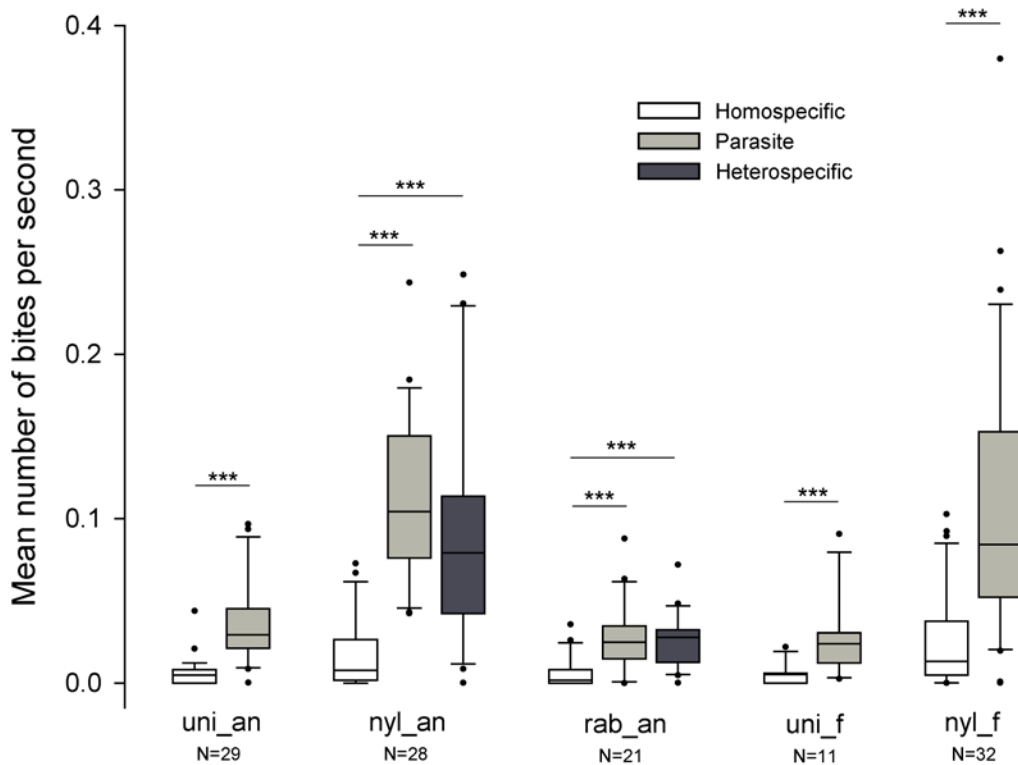 Mean number of bites per second
0.4
0.3
0.2
0.1
0.0
Homospecific
Parasite
Heterospecific
***
***
***
***
***
***
***
***
uni_an
nyl_an
rab_an
uni_f
nyl_f
N=29
N=28
N=21
N=11
N=32